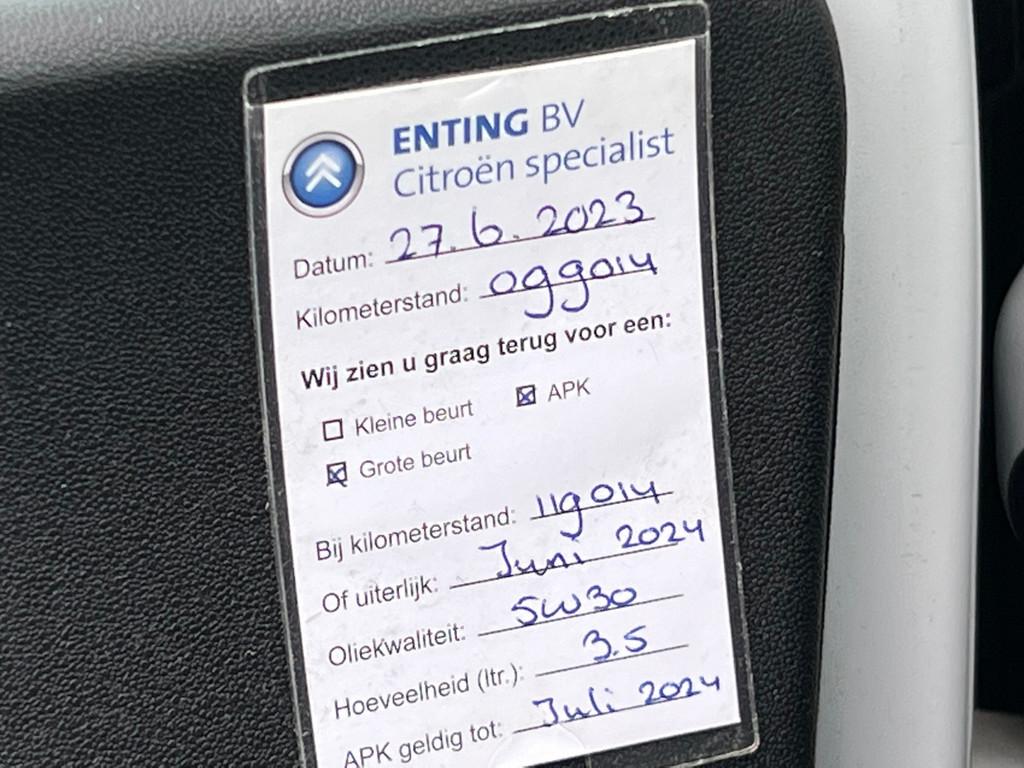 ENTING BV
Citroën specialist
Datum: 27.6.2023
Kilometerstand: 099014
Wij zien u graag terug voor een:
Kleine beurt
APK
Grote beurt
Bij kilometerstand: 119014
Of uiterlijk: Juni 2024
Oliekwaliteit: 5W30
Hoeveelheid (ltr.): 3.5
APK geldig tot: Juli 2024